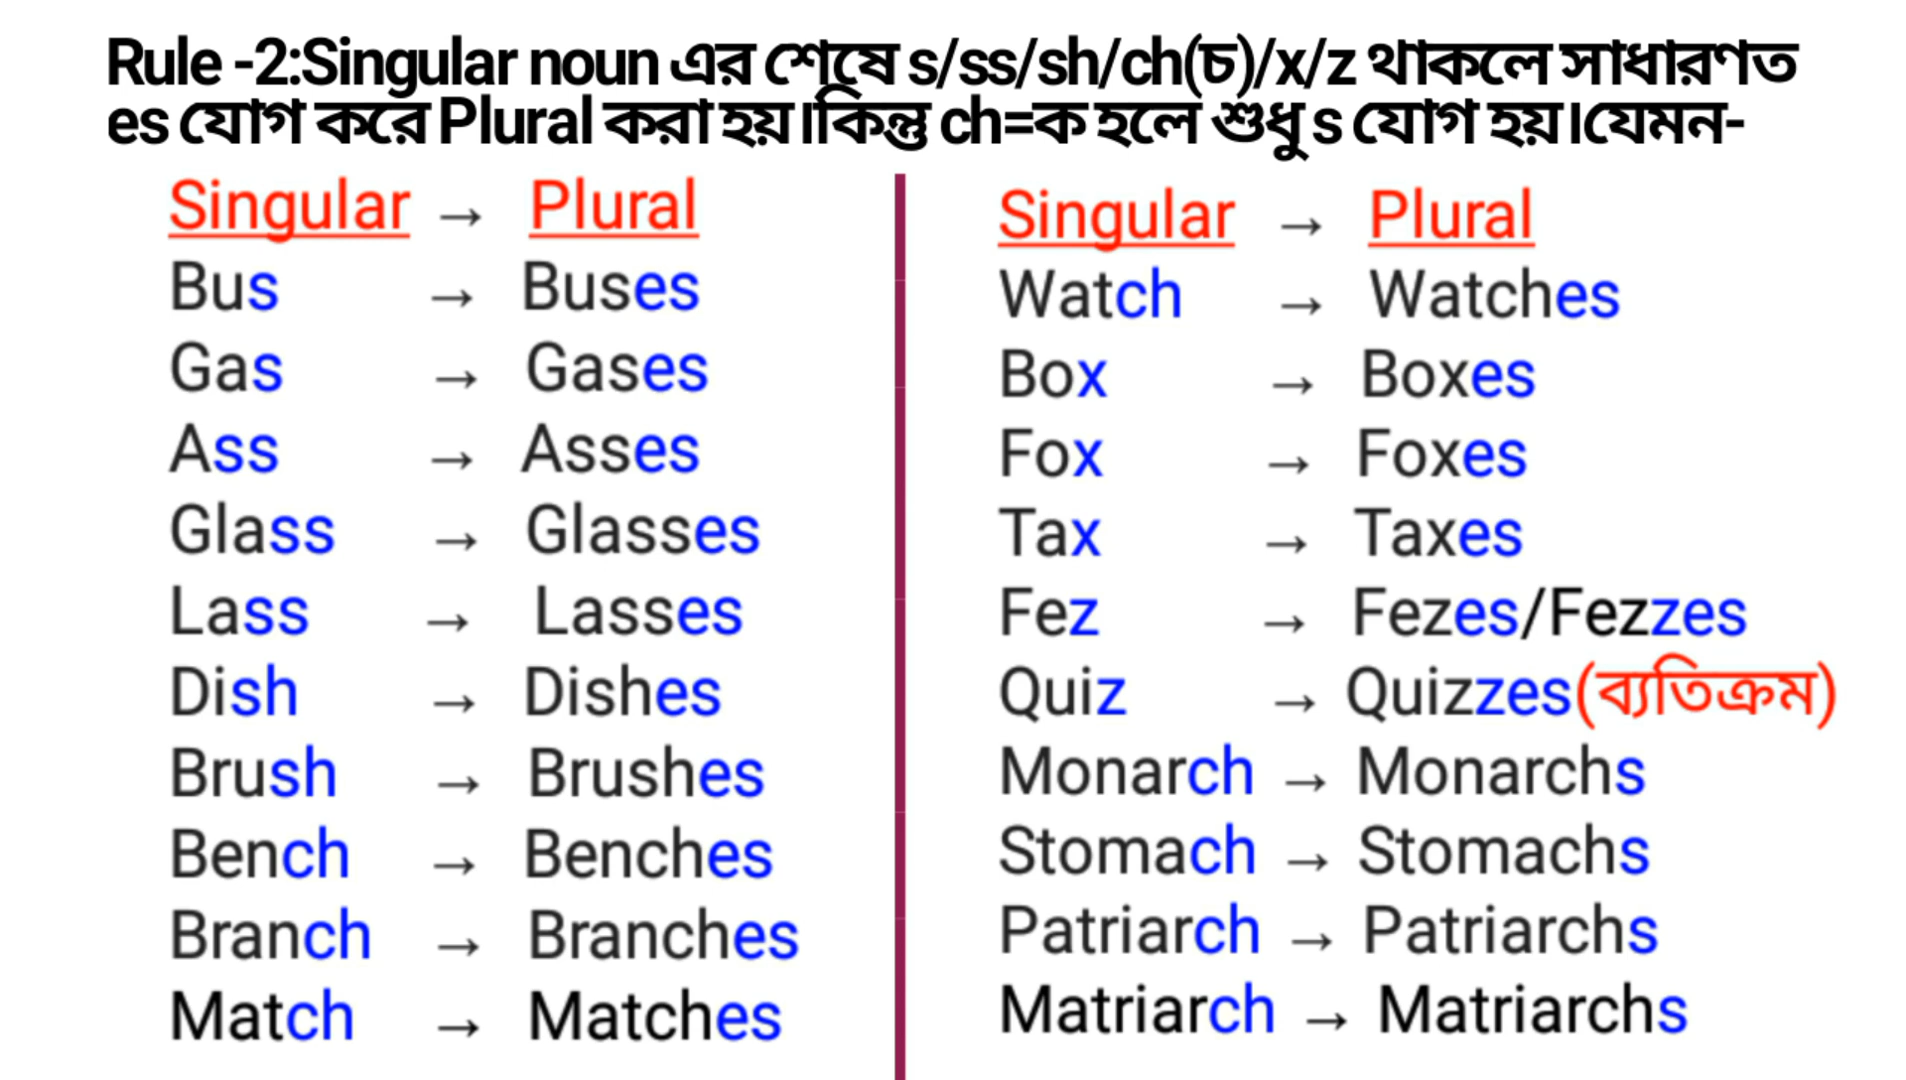 Rule -2:Singular noun এর শেষে s/ss/sh/ch(চ)/x/z থাকলে সাধারণত
es যোগ করে Plural করা হয়।কিন্তু ch=ক হলে শুধু s যোগ হয়।যেমন-
Singular → Plural
Bus → Buses
Gas → Gases
Ass → Asses
Glass → Glasses
Lass → Lasses
Dish → Dishes
Brush → Brushes
Bench → Benches
Branch → Branches
Match → Matches
Singular → Plural
Watch → Watches
Box → Boxes
Fox → Foxes
Tax → Taxes
Fez → Fezes/Fezzes
Quiz → Quizzes(ব্যতিক্রম)
Monarch → Monarchs
Stomach → Stomachs
Patriarch → Patriarchs
Matriarch → Matriarchs